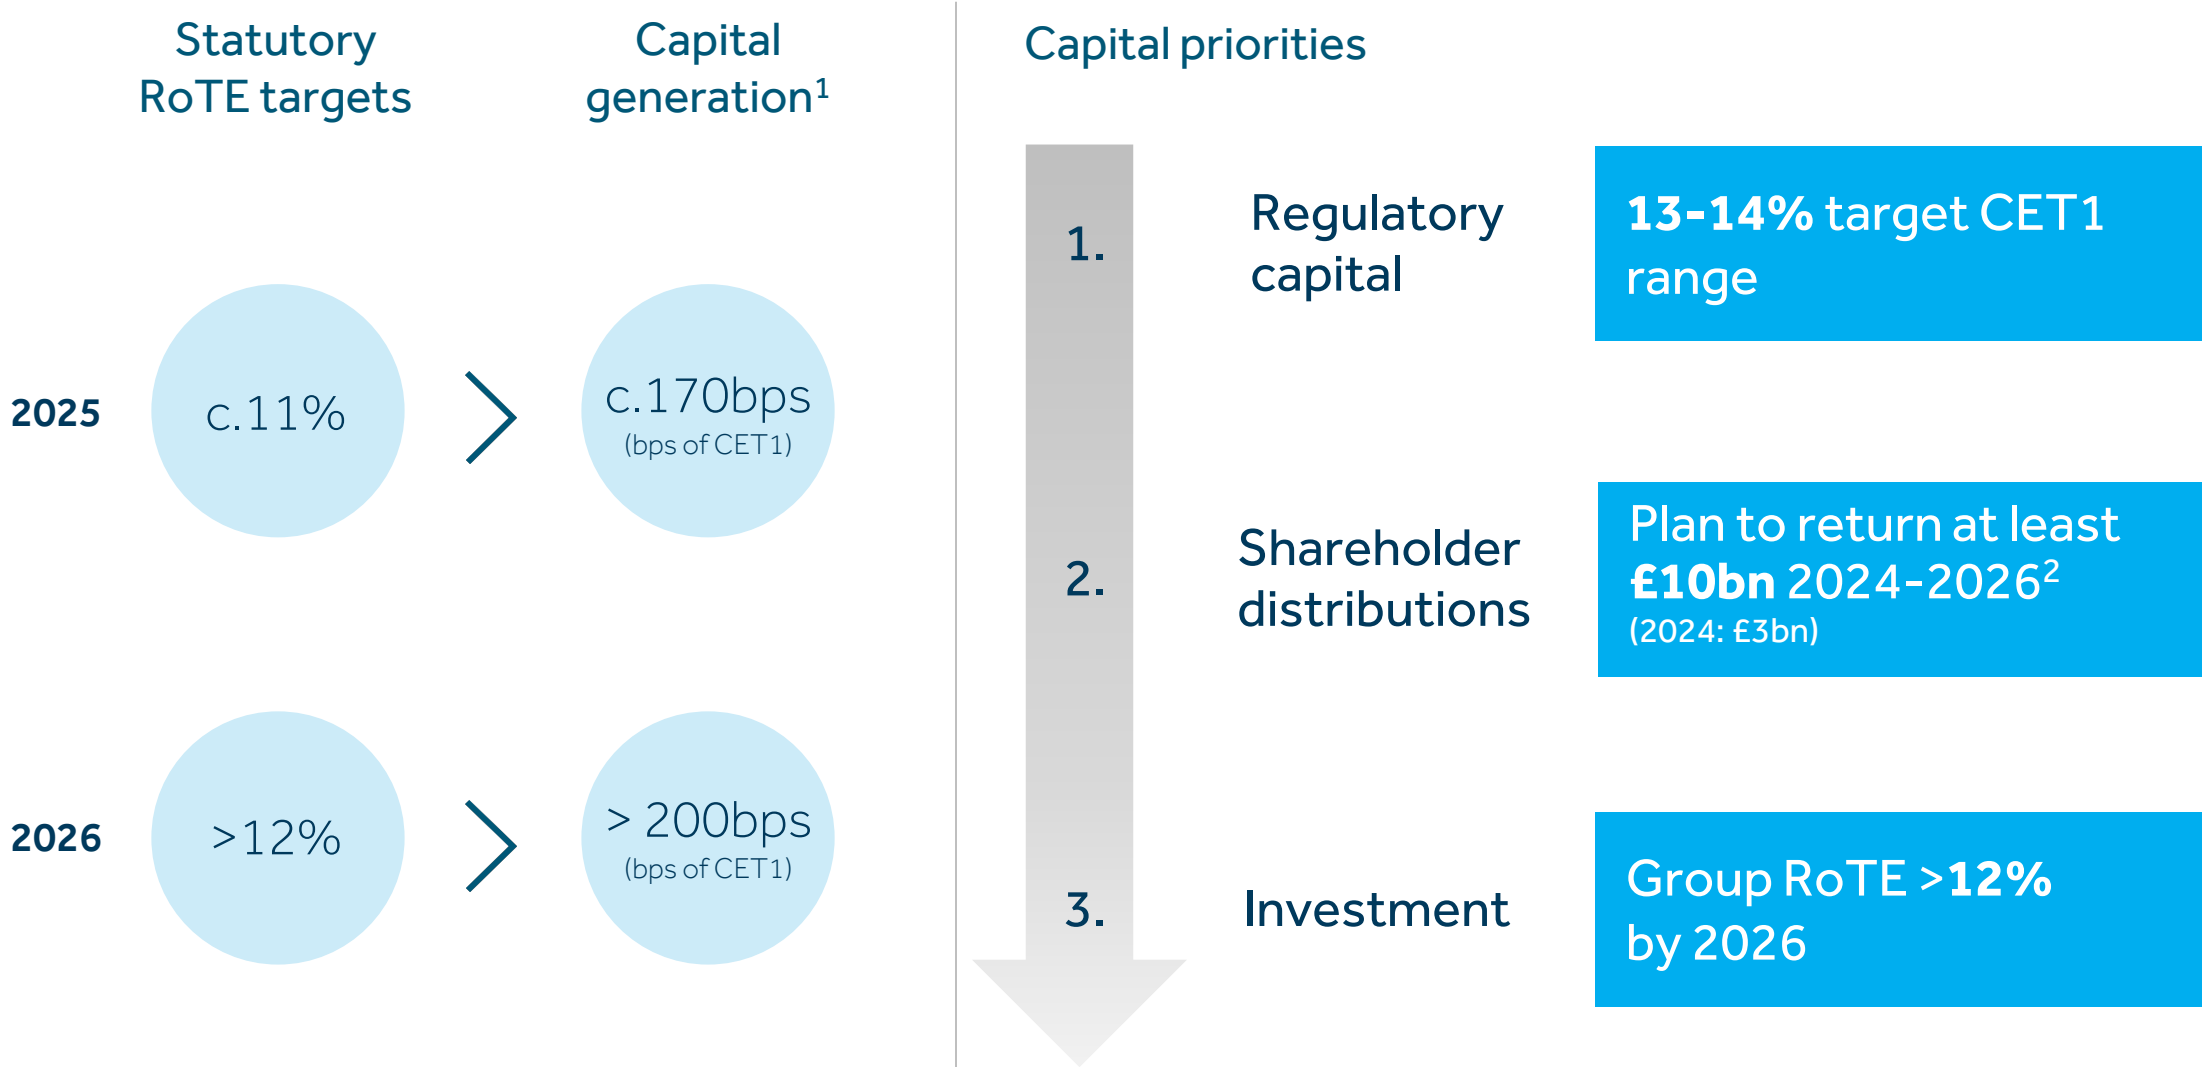 Statutory
RoTE targets
Capital
generation¹
2025
c.11%
c.170bps
(bps of CET1)
2026
>12%
> 200bps
(bps of CET1)
Capital priorities
1.
Regulatory
capital
13-14% target CET1
range
2.
Shareholder
distributions
Plan to return at least
£10bn 2024-2026²
(2024: £3bn)
3.
Investment
Group RoTE >12%
by 2026